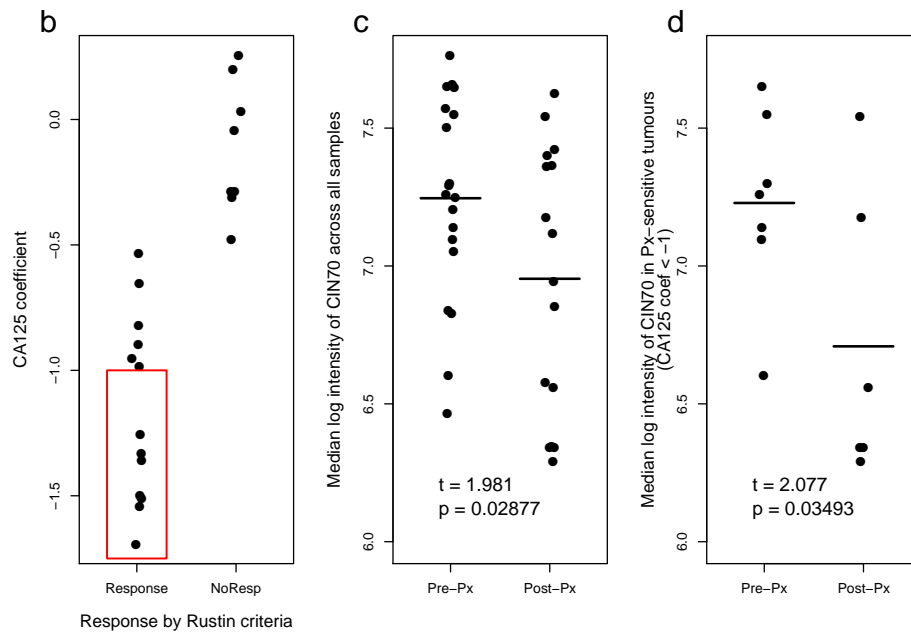 b
CA125 coefficient
0.0
−0.5
−1.0
−1.5
Response
NoResp
Response by Rustin criteria
c
Median log intensity of CIN70 across all samples
7.5
7.0
6.5
6.0
t = 1.981
p = 0.02877
Pre−Px
Post−Px
d
Median log intensity of CIN70 in Px−sensitive tumours
(CA125 coef < −1)
7.5
7.0
6.5
6.0
t = 2.077
p = 0.03493
Pre−Px
Post−Px